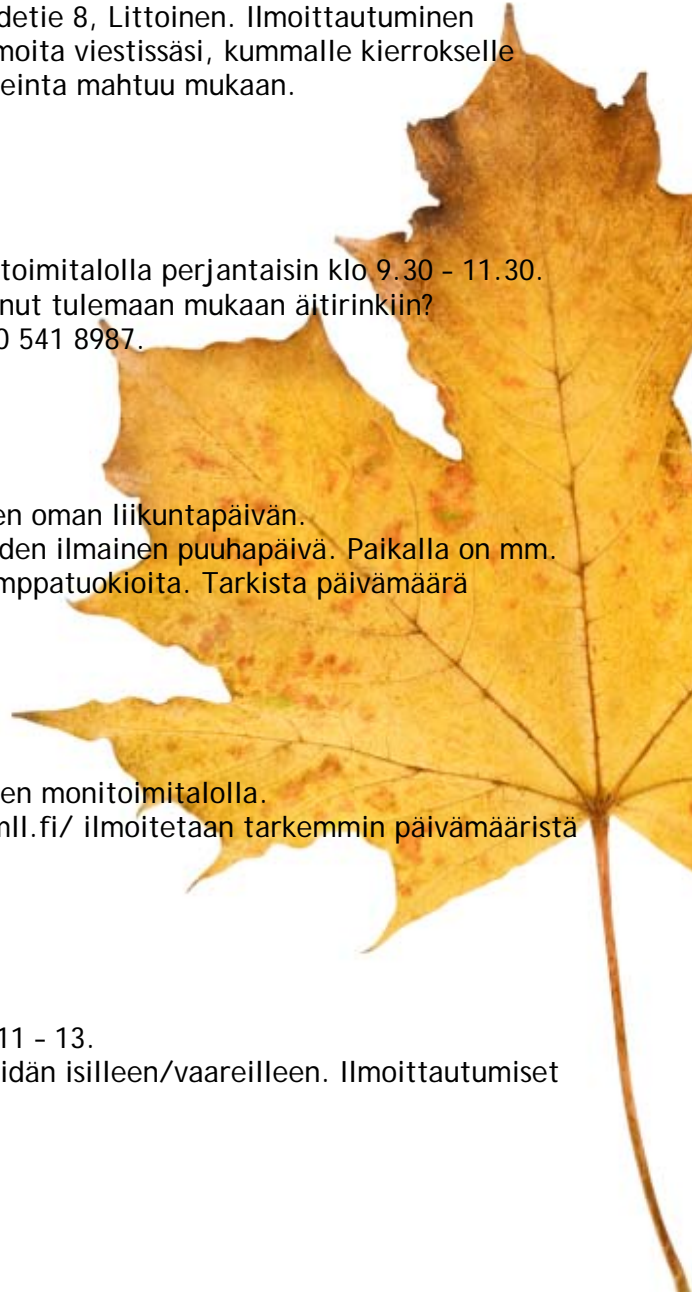 detie 8, Littoinen. Ilmoittautuminen
moita viestissäsi, kummalle kierrokselle
einta mahtuu mukaan.
toimitalolla perjantaisin klo 9.30 – 11.30.
nut tulemaan mukaan äitirinkiin?
0 541 8987.
en oman liikuntapäivän.
den ilmainen puuhapäivä. Paikalla on mm.
mppatuokioita. Tarkista päivämäärä
en monitoimitalolla.
mll.fi/ ilmoitetaan tarkemmin päivämääristä
11 – 13.
idän isilleen/vaareilleen. Ilmoittautumiset